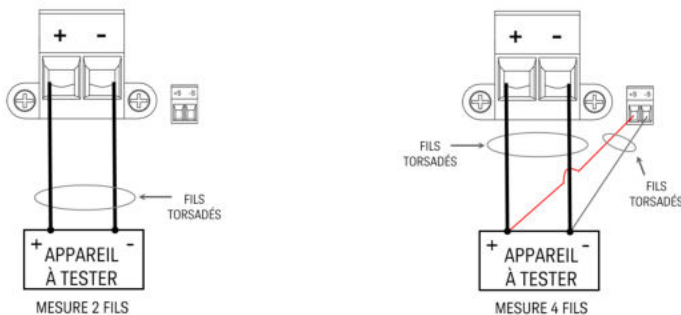 + -
+S -S
FILS
TORSADÉS
+ APPAREIL -
À TESTER
MESURE 2 FILS
+ -
+S -S
FILS
TORSADÉS
FILS
TORSADÉS
+ APPAREIL -
À TESTER
MESURE 4 FILS